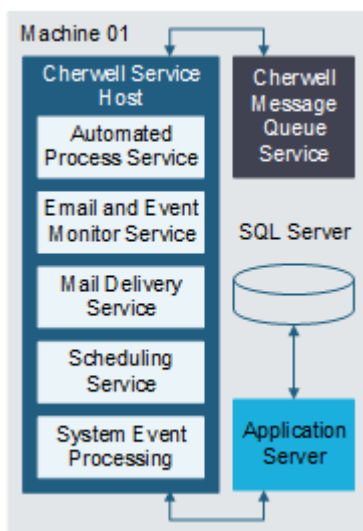 Machine 01
Cherwell Service
Host
Automated
Process Service
Email and Event
Monitor Service
Mail Delivery
Service
Scheduling
Service
System Event
Processing
Cherwell
Message
Queue
Service
SQL Server
Application
Server